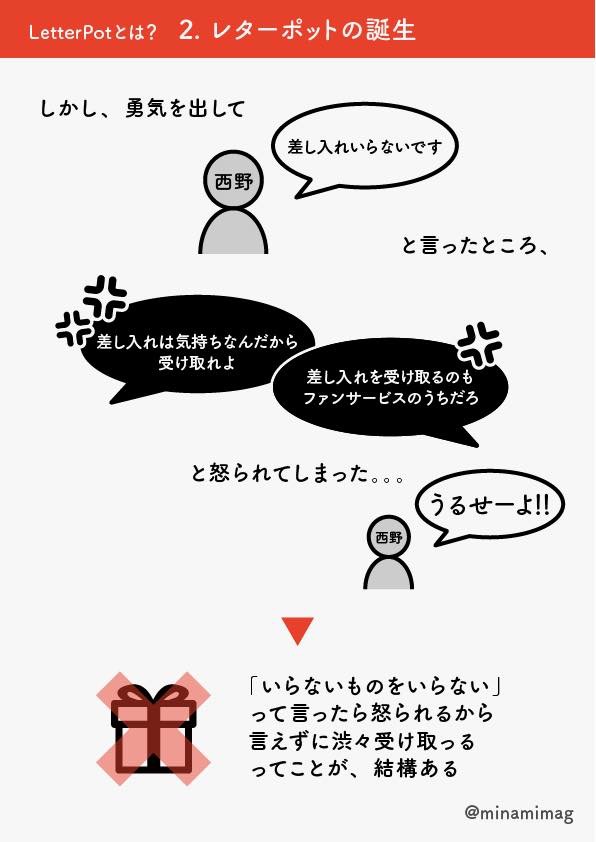 LetterPotとは？ 2. レターポットの誕生
しかし、勇気を出して
差し入れいらないです
西野
と言ったところ、
差し入れは気持ちなんだから
受け取れよ
差し入れを受け取るのも
ファンサービスのうちだろ
と怒られてしまった。。。
うるせーよ!!
西野
「いらないものをいらない」
って言ったら怒られるから
言えずに渋々受け取っる
ってことが、結構ある
@minamimag